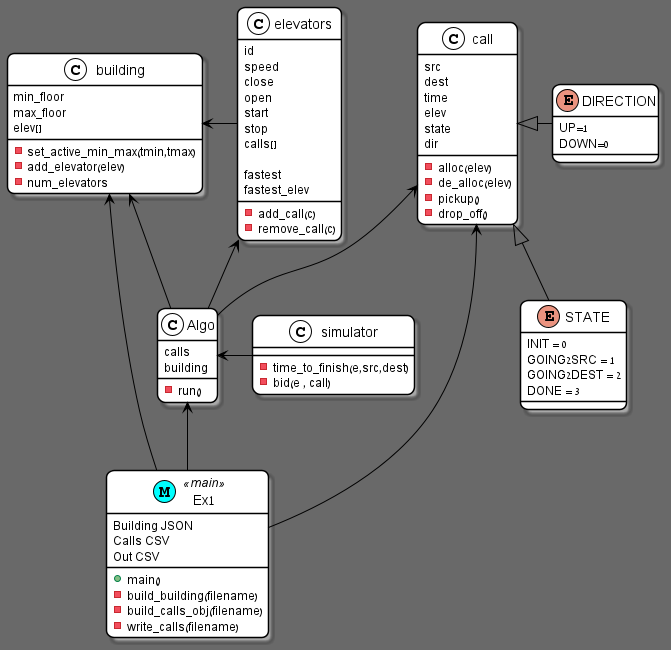 C building
min_floor
max_floor
elev[]
set_active_min_max(tmin,tmax)
add_elevator(elev)
num_elevators
C elevators
id
speed
close
open
start
stop
calls[]
fastest
fastest_elev
add_call(c)
remove_call(c)
C call
src
dest
time
elev
state
dir
alloc(elev)
de_alloc(elev)
pickup()
drop_off()
E DIRECTION
UP=1
DOWN=0
C Algo
calls
building
run()
C simulator
time_to_finish(e,src,dest)
bid(e , call)
E STATE
INIT = 0
GOING2SRC = 1
GOING2DEST = 2
DONE = 3
M «main»
Ex1
Building JSON
Calls CSV
Out CSV
main()
build_building(filename)
build_calls_obj(filename)
write_calls(filename)